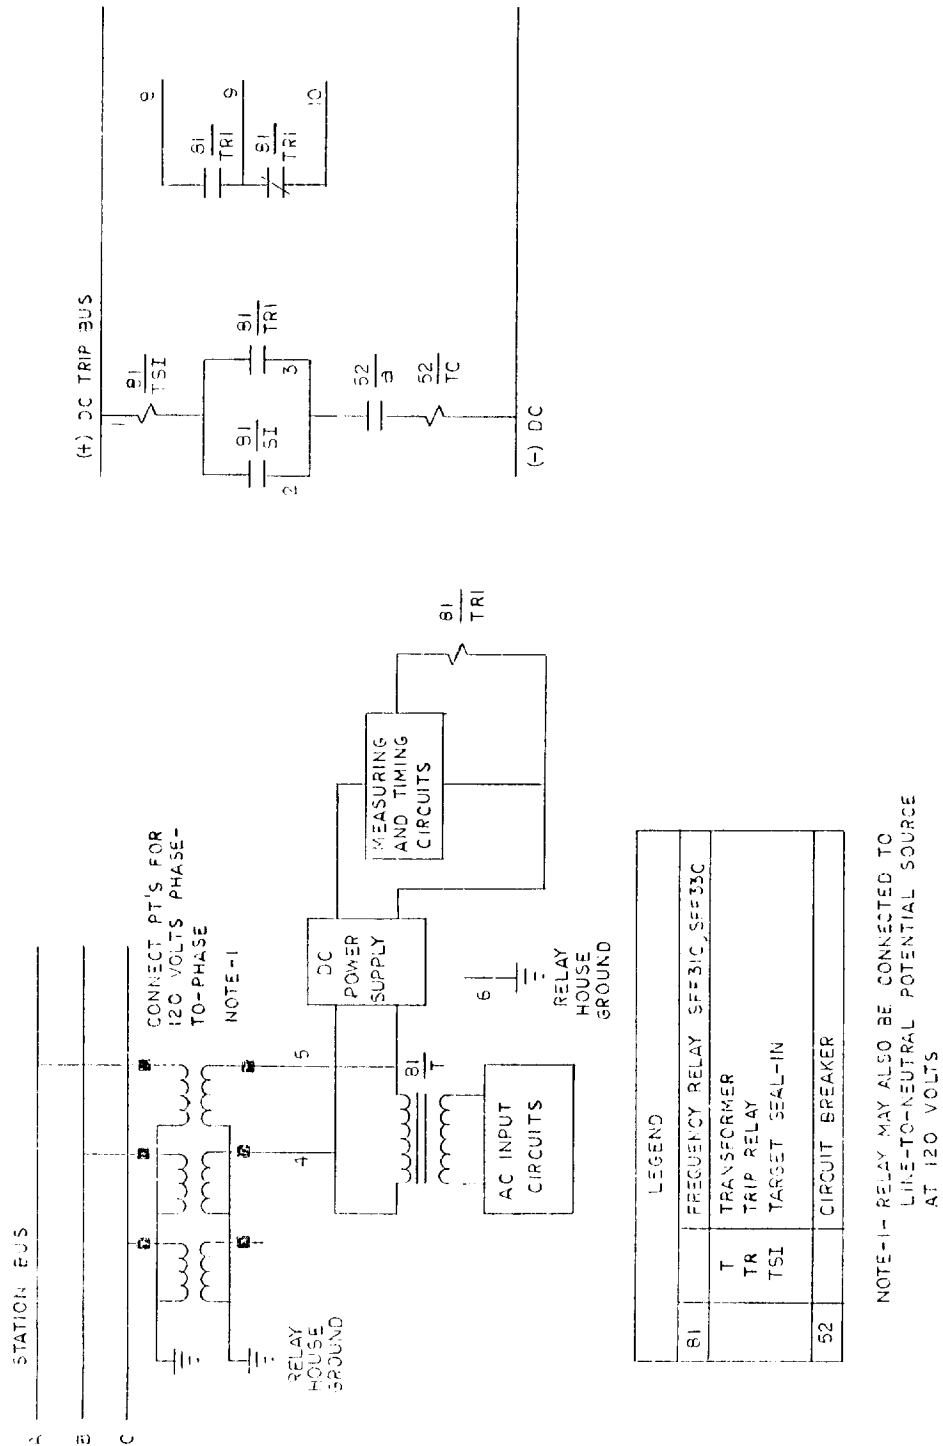 STATION BUS
A
B
C
CONNECT PT'S FOR
120 VOLTS PHASE-
TO-PHASE
NOTE-1
RELAY
HOUSE
GROUND
4
5
81
T
AC INPUT
CIRCUITS
DC
POWER
SUPPLY
6
RELAY
HOUSE
GROUND
MEASURING
AND TIMING
CIRCUITS
81
TR1
(+) DC TRIP BUS
1
81
TSI
81
SI
2
81
TR1
3
52
a
52
TC
(-) DC
81
TR1
81
TR1
8
9
10
LEGEND
81 FREQUENCY RELAY SFF31C, SFF33C
T TRANSFORMER
TR TRIP RELAY
TSI TARGET SEAL-IN
52 CIRCUIT BREAKER
NOTE-1- RELAY MAY ALSO BE CONNECTED TO
LINE-TO-NEUTRAL POTENTIAL SOURCE
AT 120 VOLTS